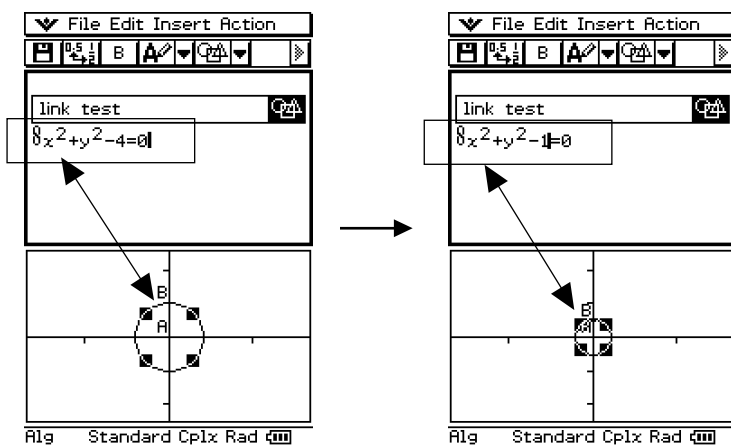 File Edit Insert Action
0.5 1 2 B A
link test
x²+y²-4=0
B
A
Alg Standard Cplx Rad
File Edit Insert Action
0.5 1 2 B A
link test
x²+y²-1=0
B
A
Alg Standard Cplx Rad